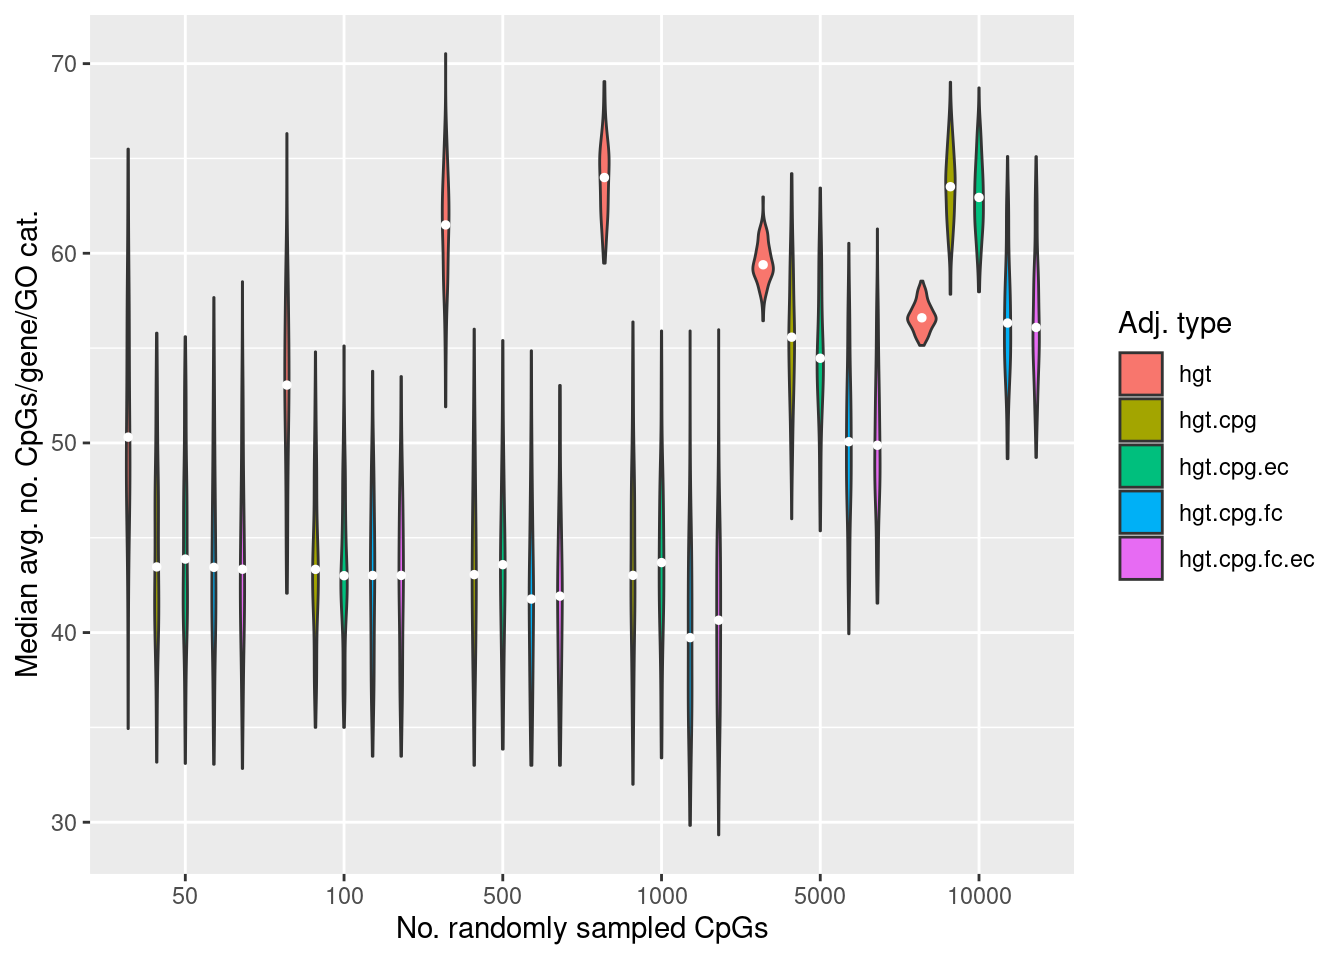 Median avg. no. CpGs/gene/GO cat.
70
60
50
40
30
50 100 500 1000 5000 10000
No. randomly sampled CpGs
Adj. type
hgt
hgt.cpg
hgt.cpg.ec
hgt.cpg.fc
hgt.cpg.fc.ec